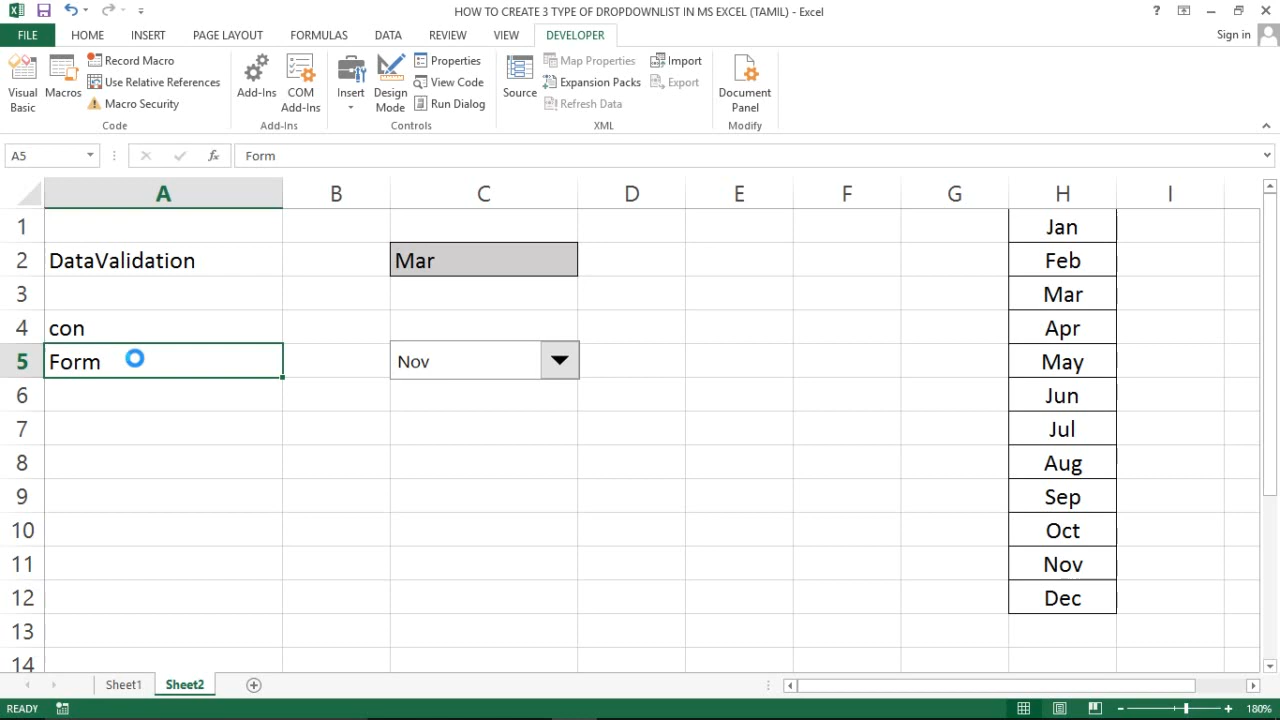 HOW TO CREATE 3 TYPE OF DROPDOWNLIST IN MS EXCEL (TAMIL) - Excel
?
FILE HOME INSERT PAGE LAYOUT FORMULAS DATA REVIEW VIEW DEVELOPER Sign in
Visual Basic
Macros
Record Macro
Use Relative References
Macro Security
Code
Add-Ins
COM Add-Ins
Add-Ins
Insert
Design Mode
Properties
View Code
Run Dialog
Controls
Source
Map Properties
Expansion Packs
Refresh Data
Import
Export
XML
Document Panel
Modify
A5 fx Form
A B C D E F G H I
1 Jan
2 DataValidation Mar Feb
3 Mar
4 con Apr
5 Form Nov May
6 Jun
7 Jul
8 Aug
9 Sep
10 Oct
11 Nov
12 Dec
13
14
Sheet1 Sheet2
READY 180%